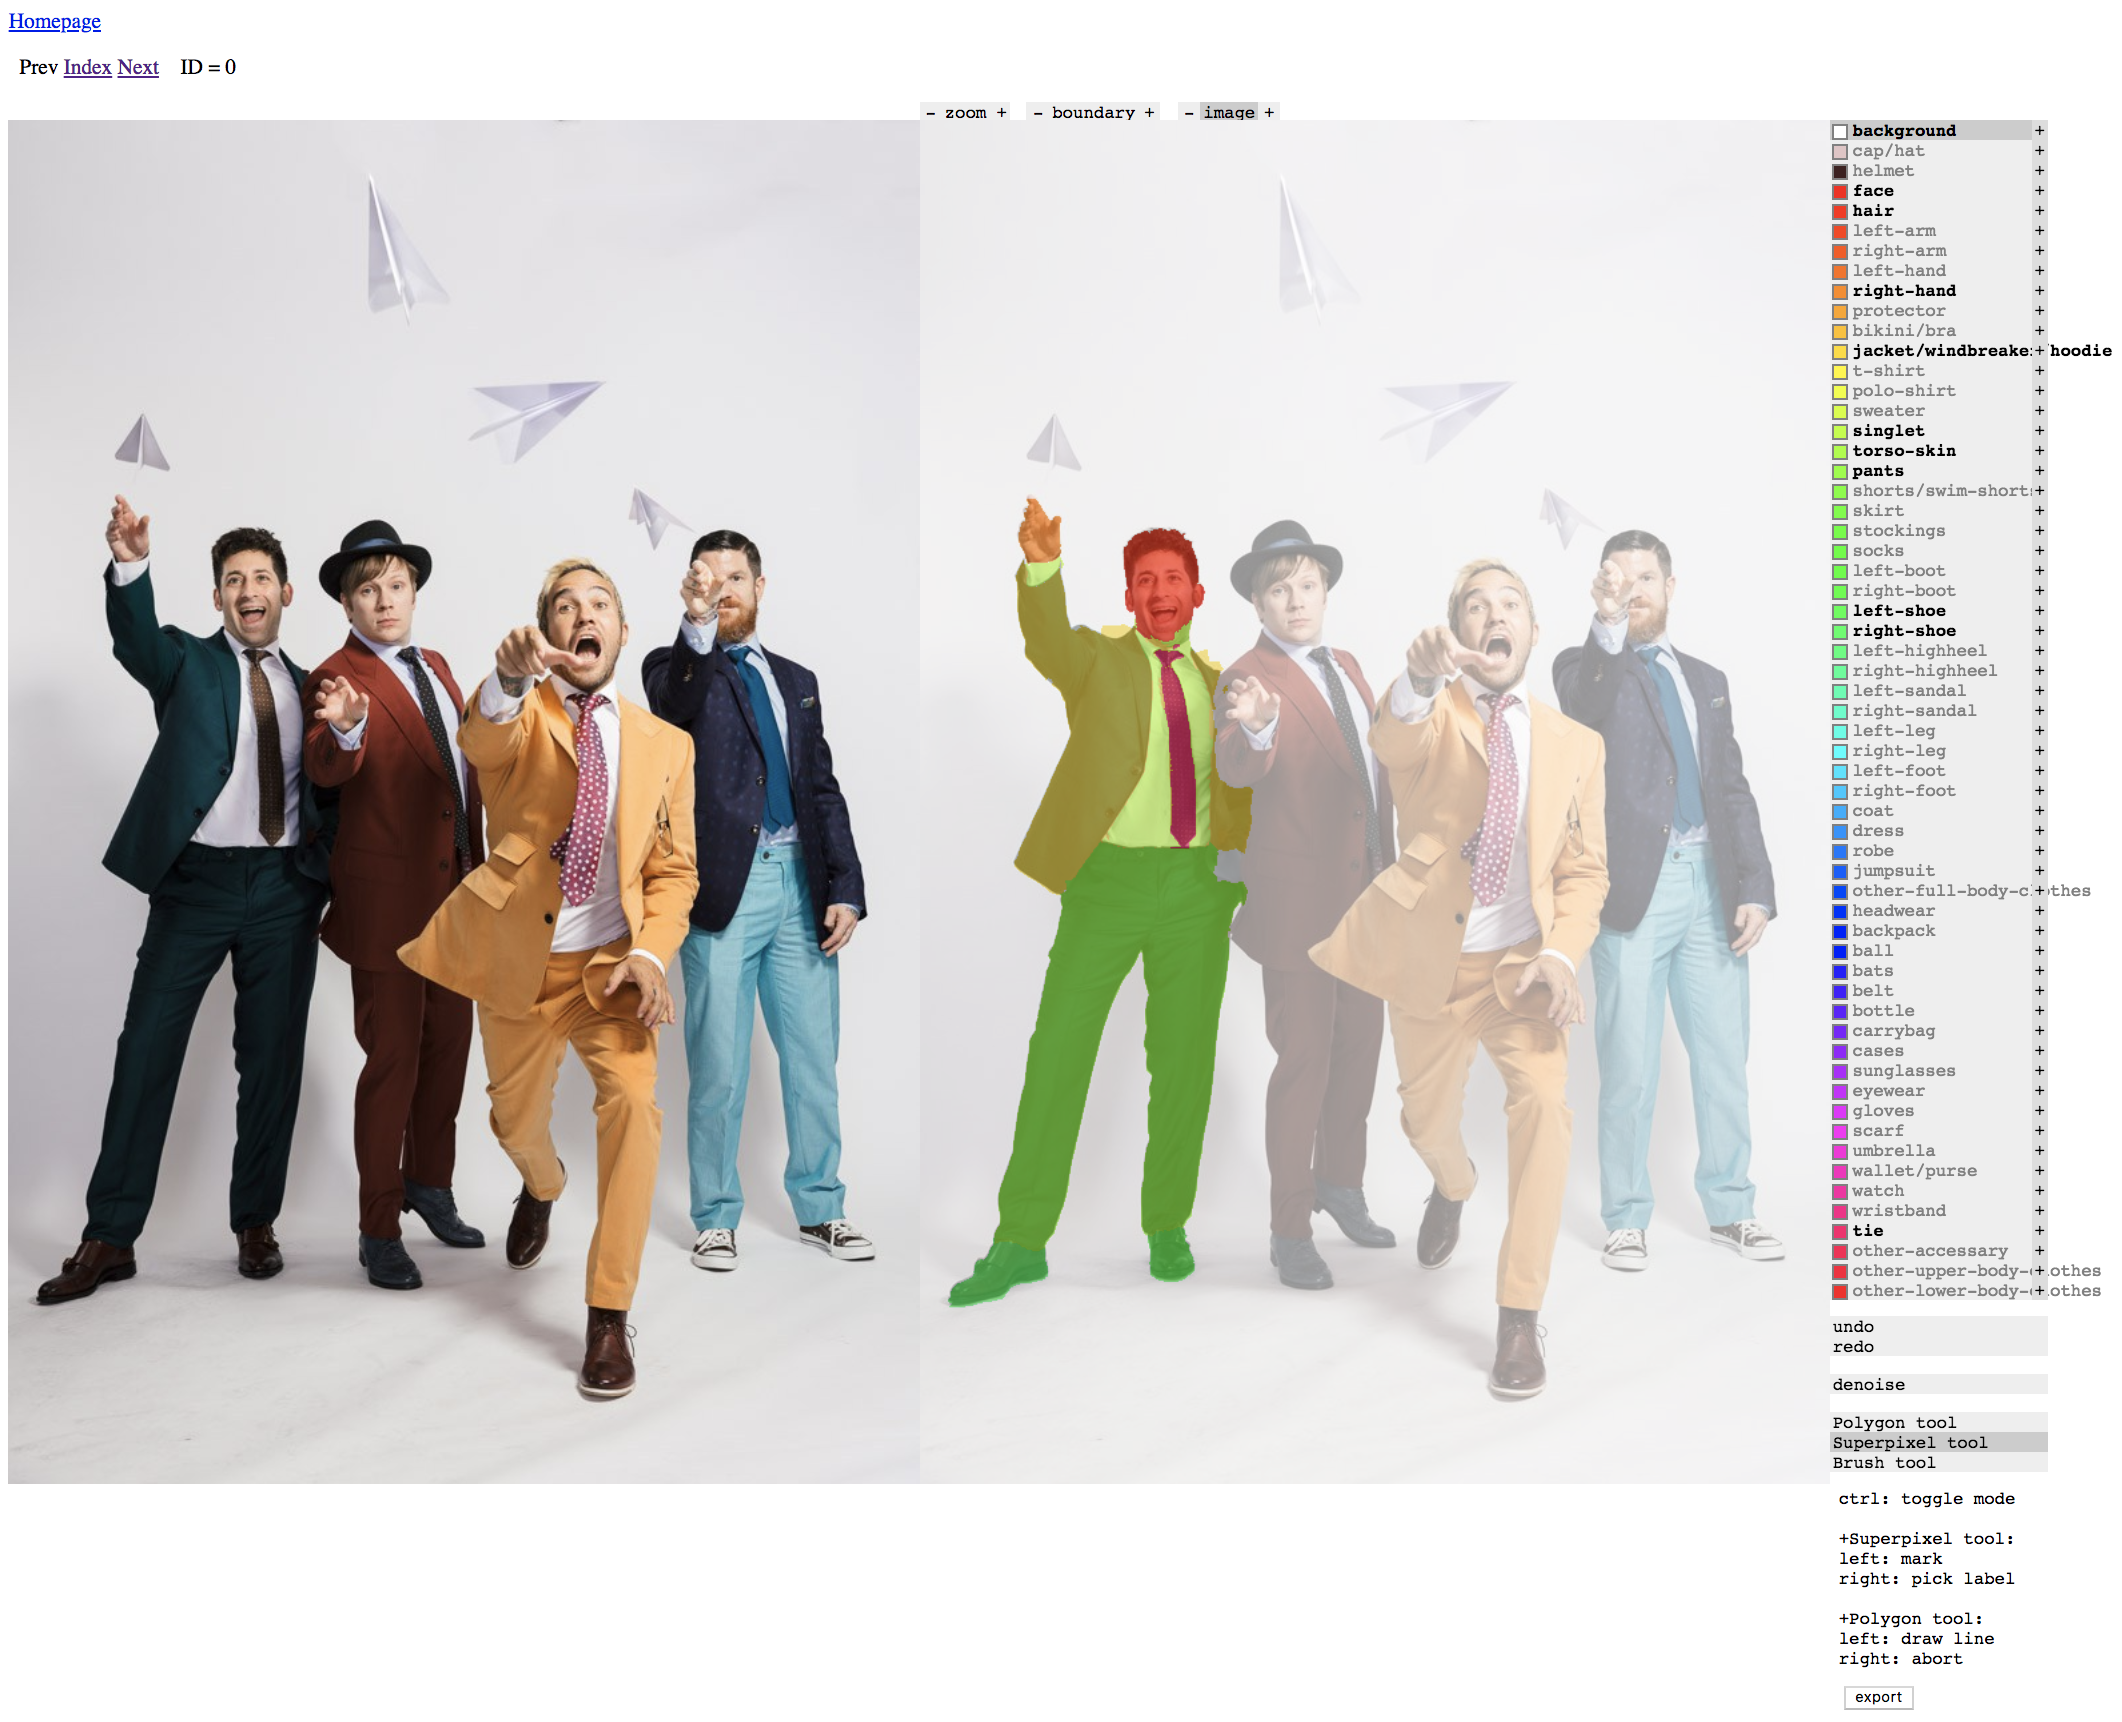 Homepage
Prev Index Next ID = 0
- zoom + - boundary + - image +
background +
cap/hat +
helmet +
face +
hair +
left-arm +
right-arm +
left-hand +
right-hand +
protector +
bikini/bra +
jacket/windbreaker/hoodie +
t-shirt +
polo-shirt +
sweater +
singlet +
torso-skin +
pants +
shorts/swim-shorts +
skirt +
stockings +
socks +
left-boot +
right-boot +
left-shoe +
right-shoe +
left-highheel +
right-highheel +
left-sandal +
right-sandal +
left-leg +
right-leg +
left-foot +
right-foot +
coat +
dress +
robe +
jumpsuit +
other-full-body-clothes +
headwear +
backpack +
ball +
bats +
belt +
bottle +
carrybag +
cases +
sunglasses +
eyewear +
gloves +
scarf +
umbrella +
wallet/purse +
watch +
wristband +
tie +
other-accessary +
other-upper-body-clothes +
other-lower-body-clothes +
undo
redo
denoise
Polygon tool
Superpixel tool
Brush tool
ctrl: toggle mode
+Superpixel tool:
left: mark
right: pick label
+Polygon tool:
left: draw line
right: abort
export